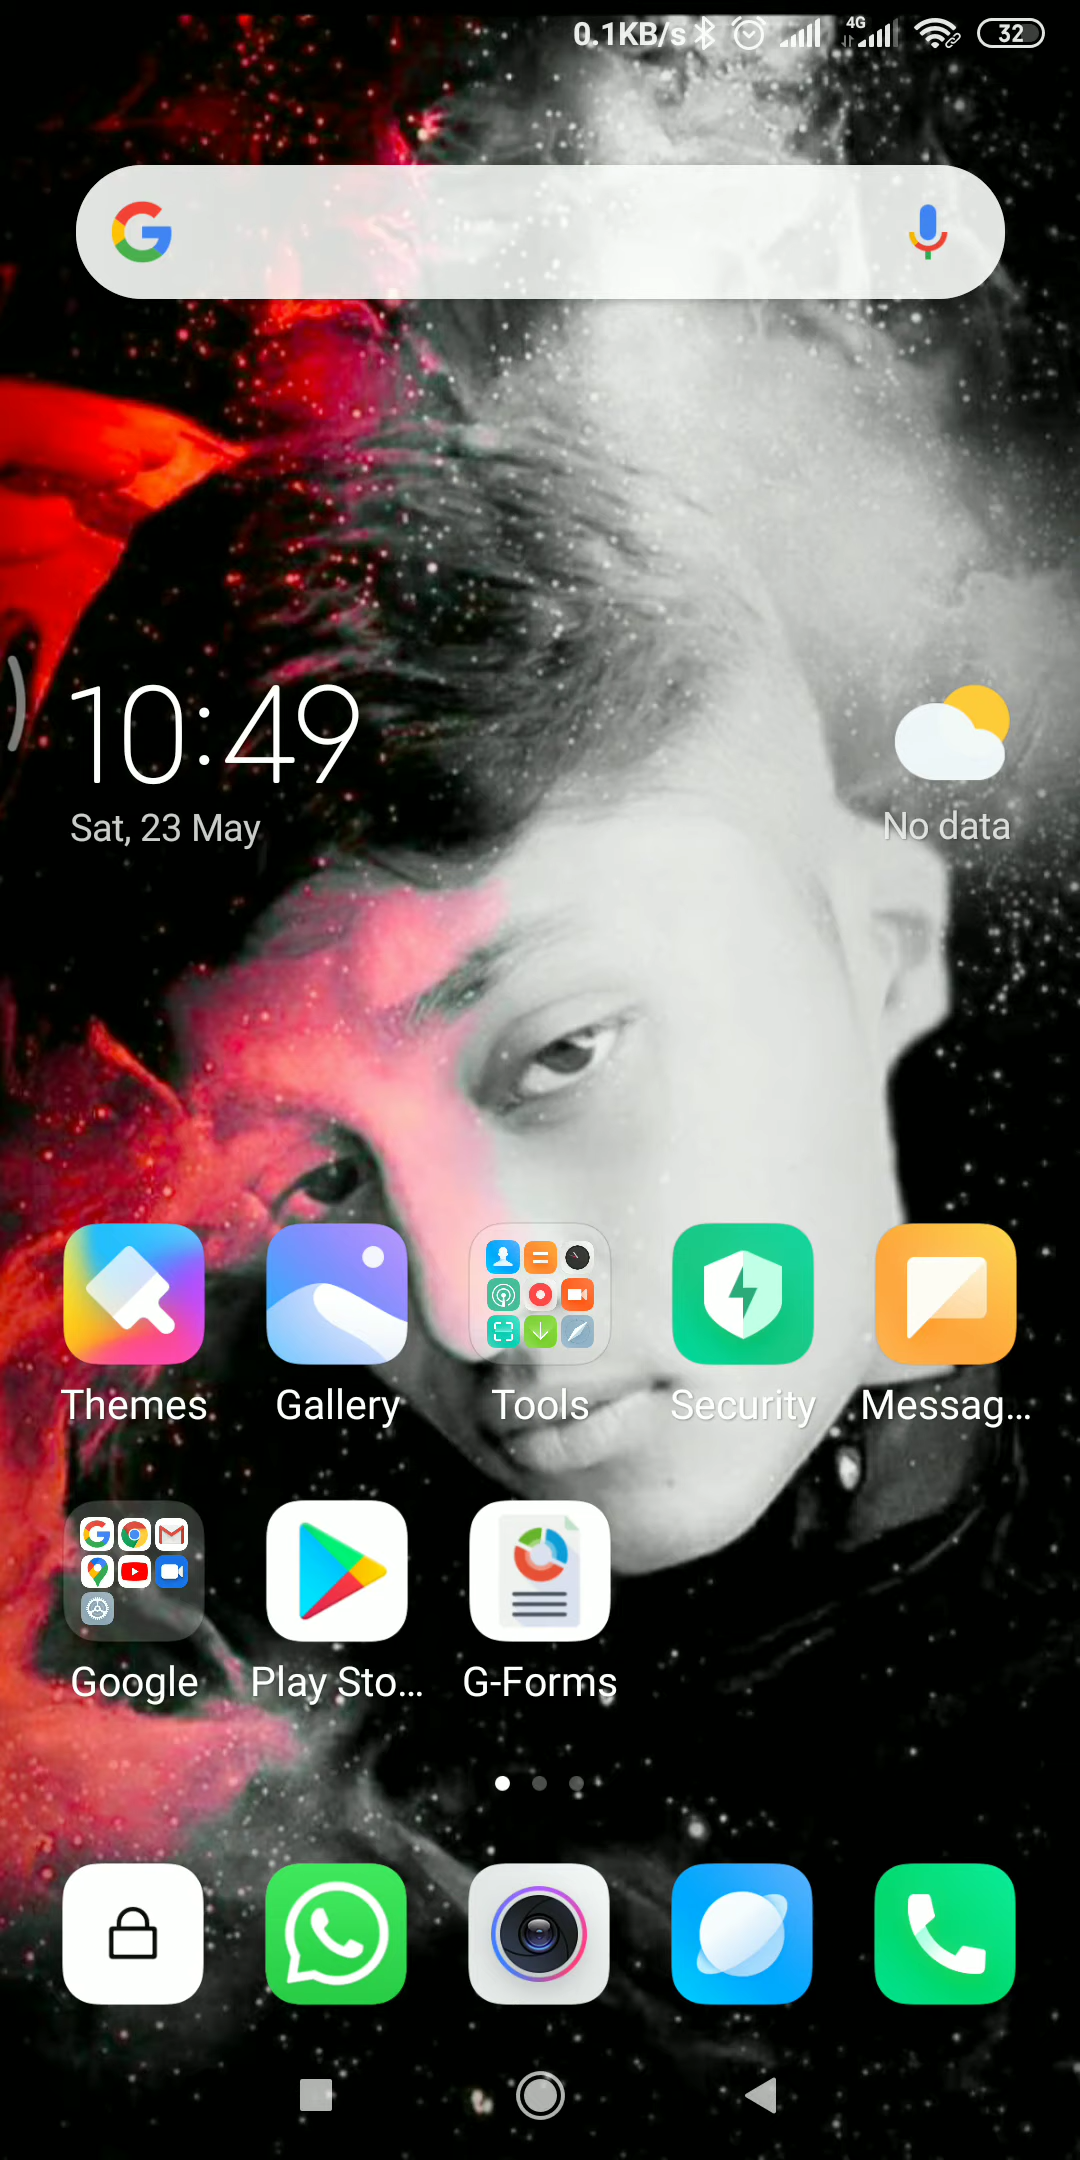 0.1KB/s 4G 32
10:49
Sat, 23 May
No data
Themes Gallery Tools Security Messag...
Google Play Sto... G-Forms